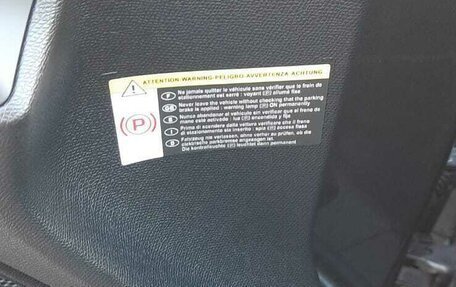 ATTENTION-WARNING-PELIGRO AVVERTENZA ACHTUNG
F Ne jamais quitter le véhicule sans vérifier que le frein de
stationnement est serré : voyant (P) allumé fixe
GB Never leave the vehicle without checking that the parking
brake is applied : warning lamp (P) ON permanently
E Nunca abandonar el vehiculo sin verificar que el freno de
mano este activado : luz (P) encendida y fija
I Prima di scendere dalla vettura verificare che il freno
di stazionamento sia inserito : spia (P) accesa fissa
D Fahrzeug nie verlassen, ohne vorher zu prüfen, ob die
elektrische parkbremse angezogen ist.
Die kontrolleuchte (P) leuchtet dann permanent
(P)